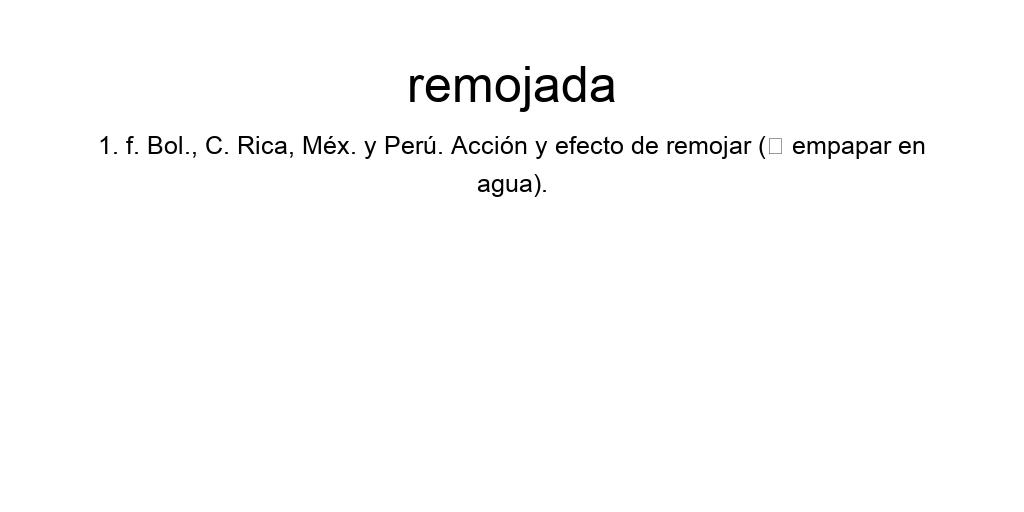 remojada
1. f. Bol., C. Rica, Méx. y Perú. Acción y efecto de remojar (□ empapar en
agua).